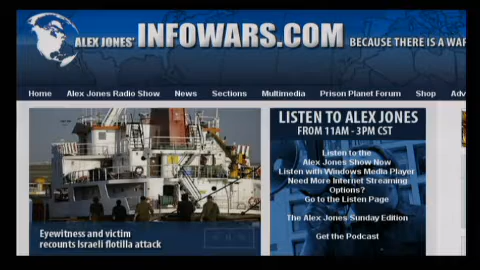 ALEX JONES' INFOWARS.COM BECAUSE THERE IS A WAR
Home Alex Jones Radio Show News Sections Multimedia Prison Planet Forum Shop Adv
LISTEN TO ALEX JONES
FROM 11AM - 3PM CST
Listen to the
Alex Jones Show Now
Listen with Windows Media Player
Need More Internet Streaming
Options?
Go to the Listen Page
The Alex Jones Sunday Edition
Get the Podcast
Eyewitness and victim
recounts Israeli flotilla attack